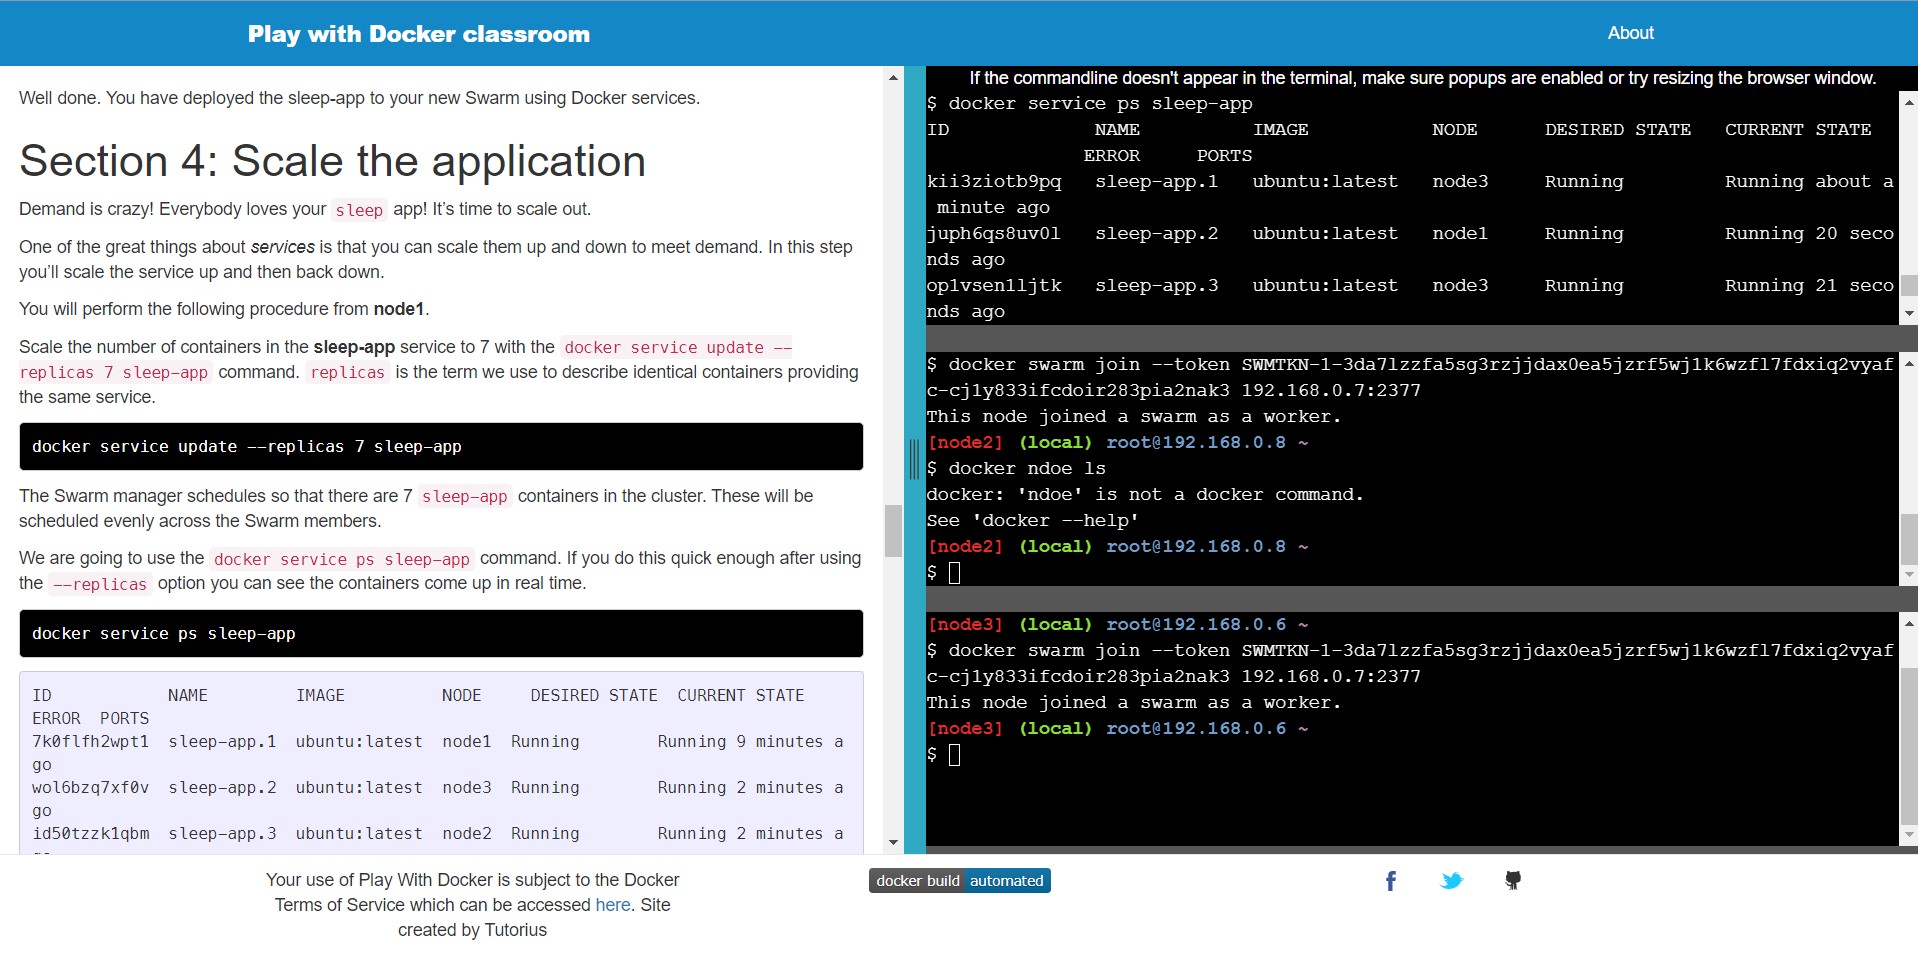 Play with Docker classroom
About
Well done. You have deployed the sleep-app to your new Swarm using Docker services.
Section 4: Scale the application
Demand is crazy! Everybody loves your sleep app! It’s time to scale out.
One of the great things about services is that you can scale them up and down to meet demand. In this step
you’ll scale the service up and then back down.
You will perform the following procedure from node1.
Scale the number of containers in the sleep-app service to 7 with the docker service update --
replicas 7 sleep-app command. replicas is the term we use to describe identical containers providing
the same service.
docker service update --replicas 7 sleep-app
The Swarm manager schedules so that there are 7 sleep-app containers in the cluster. These will be
scheduled evenly across the Swarm members.
We are going to use the docker service ps sleep-app command. If you do this quick enough after using
the --replicas option you can see the containers come up in real time.
docker service ps sleep-app
ID NAME IMAGE NODE DESIRED STATE CURRENT STATE
ERROR PORTS
7k0flfh2wpt1 sleep-app.1 ubuntu:latest node1 Running Running 9 minutes a
go
wol6bzq7xf0v sleep-app.2 ubuntu:latest node3 Running Running 2 minutes a
go
id50tzzk1qbm sleep-app.3 ubuntu:latest node2 Running Running 2 minutes a
If the commandline doesn't appear in the terminal, make sure popups are enabled or try resizing the browser window.
$ docker service ps sleep-app
ID NAME IMAGE NODE DESIRED STATE CURRENT STATE
ERROR PORTS
kii3ziotb9pq sleep-app.1 ubuntu:latest node3 Running Running about a
minute ago
juph6qs8uv0l sleep-app.2 ubuntu:latest node1 Running Running 20 seco
nds ago
op1vsen1ljtk sleep-app.3 ubuntu:latest node3 Running Running 21 seco
nds ago
$ docker swarm join --token SWMTKN-1-3da7lzzfa5sg3rzjjdax0ea5jzrf5wj1k6wzfl7fdxiq2vyaf
c-cj1y833ifcdoir283pia2nak3 192.168.0.7:2377
This node joined a swarm as a worker.
[node2] (local) root@192.168.0.8 ~
$ docker ndoe ls
docker: 'ndoe' is not a docker command.
See 'docker --help'
[node2] (local) root@192.168.0.8 ~
$
[node3] (local) root@192.168.0.6 ~
$ docker swarm join --token SWMTKN-1-3da7lzzfa5sg3rzjjdax0ea5jzrf5wj1k6wzfl7fdxiq2vyaf
c-cj1y833ifcdoir283pia2nak3 192.168.0.7:2377
This node joined a swarm as a worker.
[node3] (local) root@192.168.0.6 ~
$
Your use of Play With Docker is subject to the Docker
Terms of Service which can be accessed here. Site
created by Tutorius
docker build automated